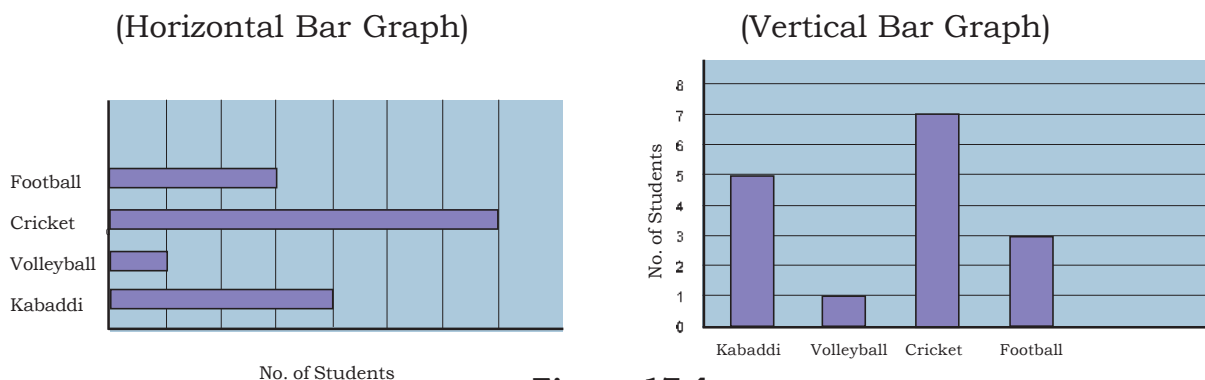 (Horizontal Bar Graph)
Football
Cricket
Volleyball
Kabaddi
No. of Students
(Vertical Bar Graph)
No. of Students
8
7
6
5
4
3
2
1
0
Kabaddi Volleyball Cricket Football